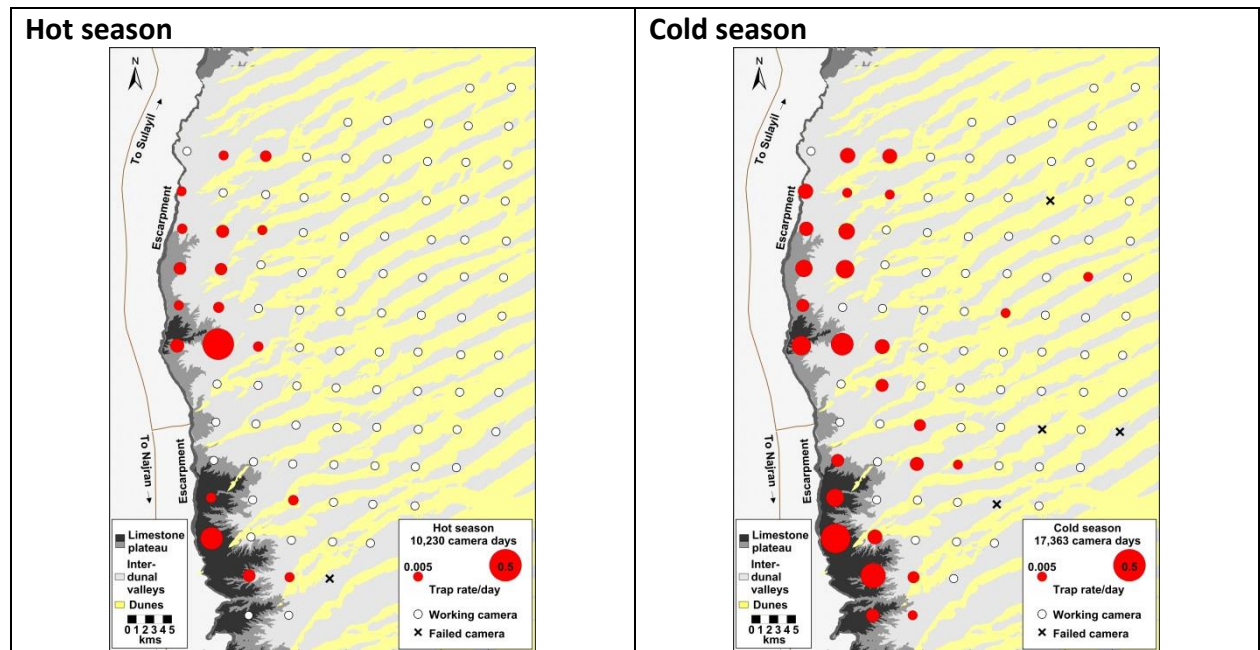 Hot season
N
To Sulayil →
Escarpment
Escarpment
To Najran →
Limestone
plateau
Inter-
dunal
valleys
Dunes
0 1 2 3 4 5
kms
Hot season
10,230 camera days
0.005
0.5
Trap rate/day
Working camera
Failed camera
Cold season
N
To Sulayil →
Escarpment
Escarpment
To Najran →
Limestone
plateau
Inter-
dunal
valleys
Dunes
0 1 2 3 4 5
kms
Cold season
17,363 camera days
0.005
0.5
Trap rate/day
Working camera
Failed camera